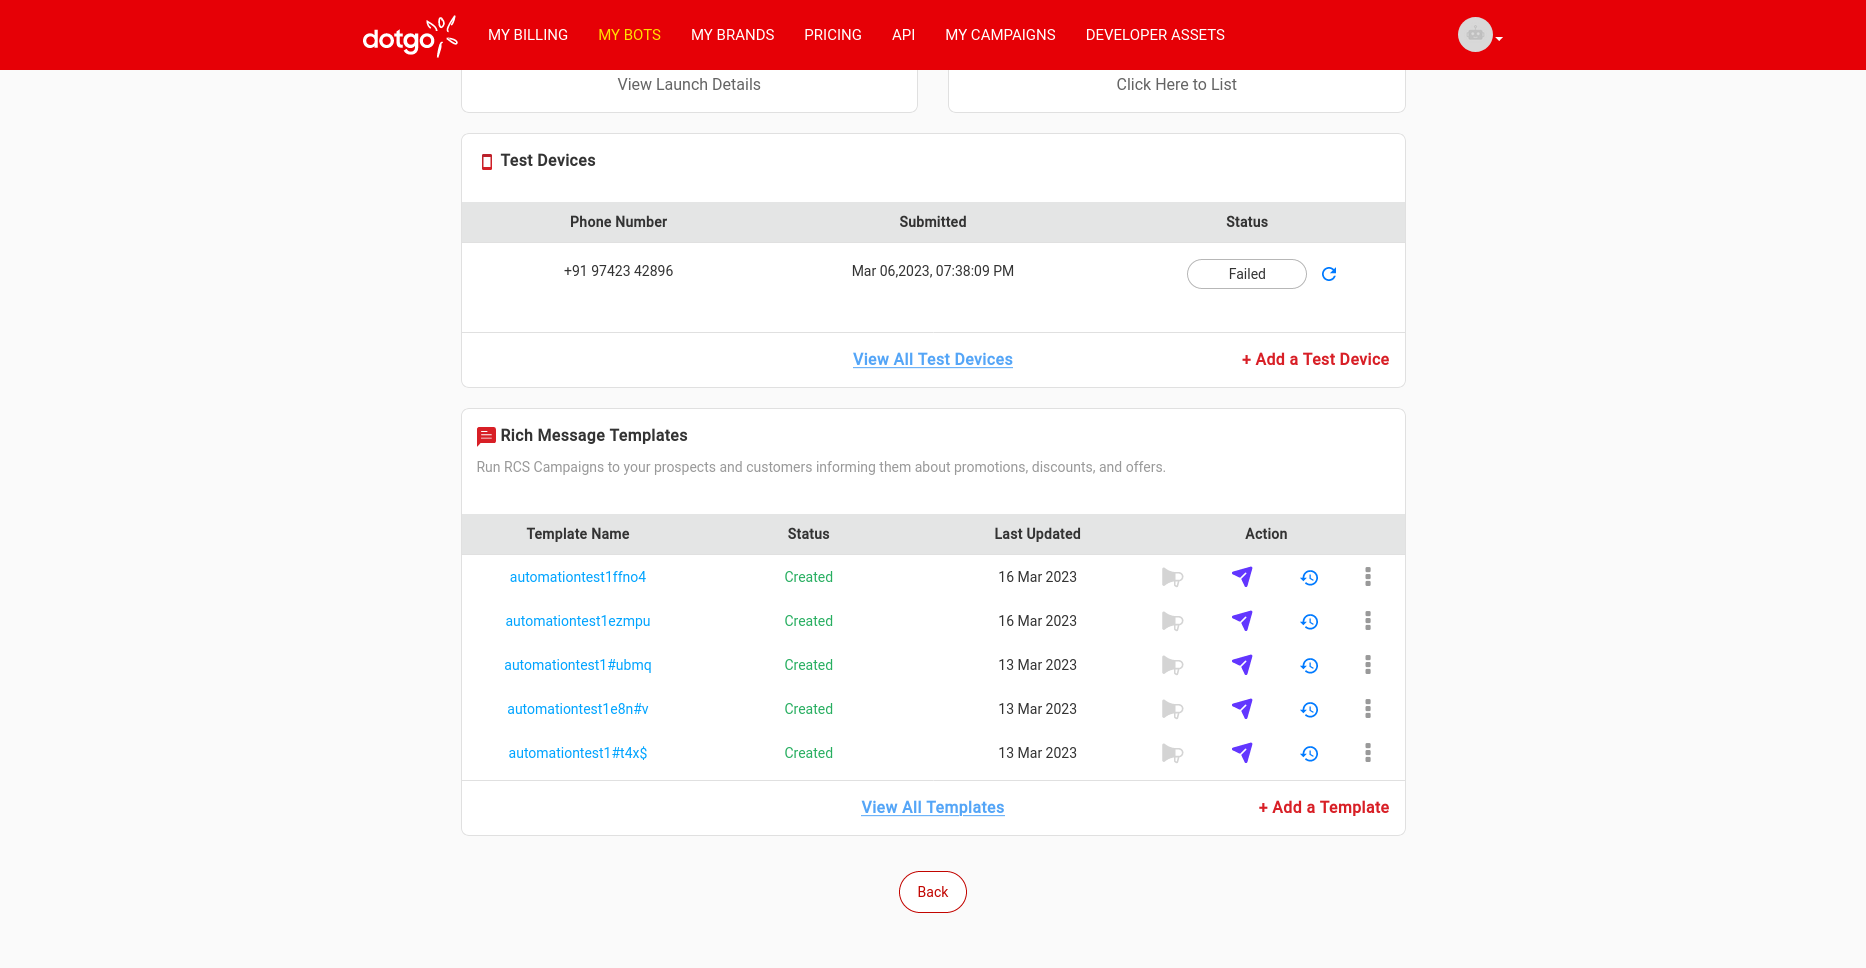 dotgo MY BILLING MY BOTS MY BRANDS PRICING API MY CAMPAIGNS DEVELOPER ASSETS
View Launch Details Click Here to List
Test Devices
Phone Number Submitted Status
+91 97423 42896 Mar 06,2023, 07:38:09 PM Failed
View All Test Devices + Add a Test Device
Rich Message Templates
Run RCS Campaigns to your prospects and customers informing them about promotions, discounts, and offers.
Template Name Status Last Updated Action
automationtest1ffno4 Created 16 Mar 2023
automationtest1ezmpu Created 16 Mar 2023
automationtest1#ubmq Created 13 Mar 2023
automationtest1e8n#v Created 13 Mar 2023
automationtest1#t4x$ Created 13 Mar 2023
View All Templates + Add a Template
Back